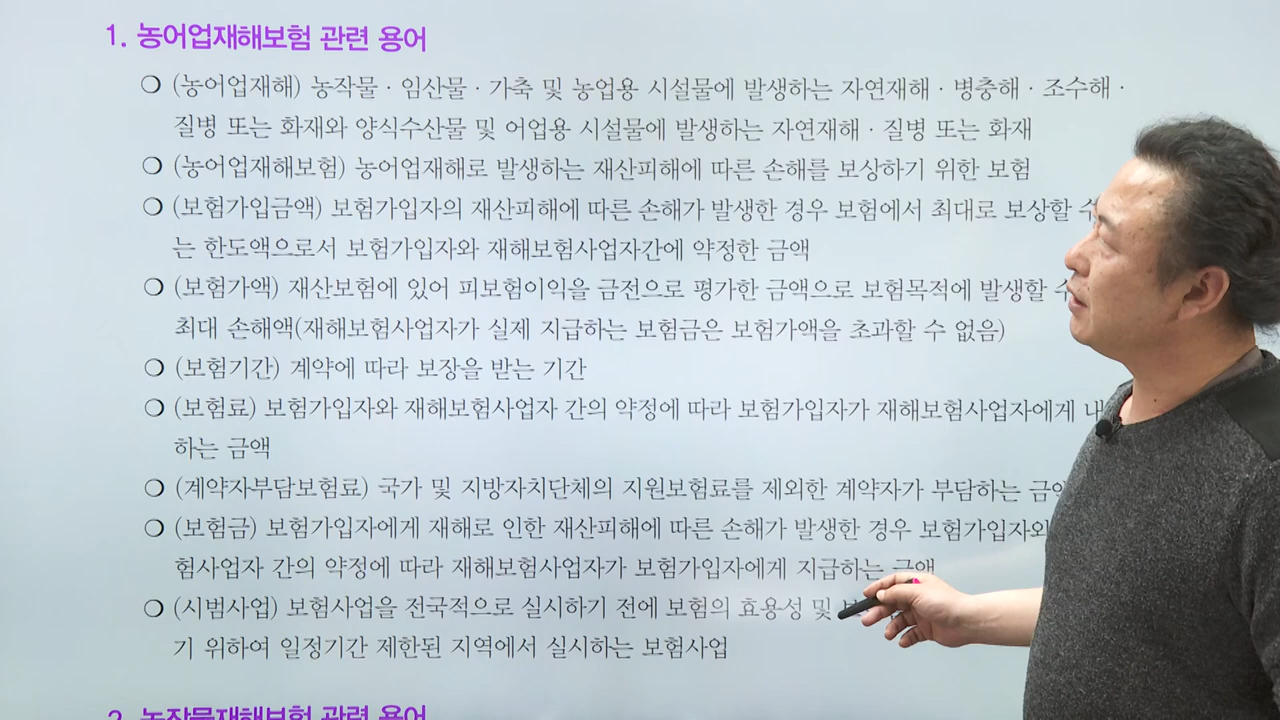 1. 농어업재해보험 관련 용어
❍ (농어업재해) 농작물 · 임산물 · 가축 및 농업용 시설물에 발생하는 자연재해 · 병충해 · 조수해 ·
질병 또는 화재와 양식수산물 및 어업용 시설물에 발생하는 자연재해 · 질병 또는 화재
❍ (농어업재해보험) 농어업재해로 발생하는 재산피해에 따른 손해를 보상하기 위한 보험
❍ (보험가입금액) 보험가입자의 재산피해에 따른 손해가 발생한 경우 보험에서 최대로 보상할 수
는 한도액으로서 보험가입자와 재해보험사업자간에 약정한 금액
❍ (보험가액) 재산보험에 있어 피보험이익을 금전으로 평가한 금액으로 보험목적에 발생할 수
최대 손해액(재해보험사업자가 실제 지급하는 보험금은 보험가액을 초과할 수 없음)
❍ (보험기간) 계약에 따라 보장을 받는 기간
❍ (보험료) 보험가입자와 재해보험사업자 간의 약정에 따라 보험가입자가 재해보험사업자에게 내
하는 금액
❍ (계약자부담보험료) 국가 및 지방자치단체의 지원보험료를 제외한 계약자가 부담하는 금액
❍ (보험금) 보험가입자에게 재해로 인한 재산피해에 따른 손해가 발생한 경우 보험가입자와
험사업자 간의 약정에 따라 재해보험사업자가 보험가입자에게 지급하는 금액
❍ (시범사업) 보험사업을 전국적으로 실시하기 전에 보험의 효용성 및
기 위하여 일정기간 제한된 지역에서 실시하는 보험사업
2. 농작물재해보험 관련 용어